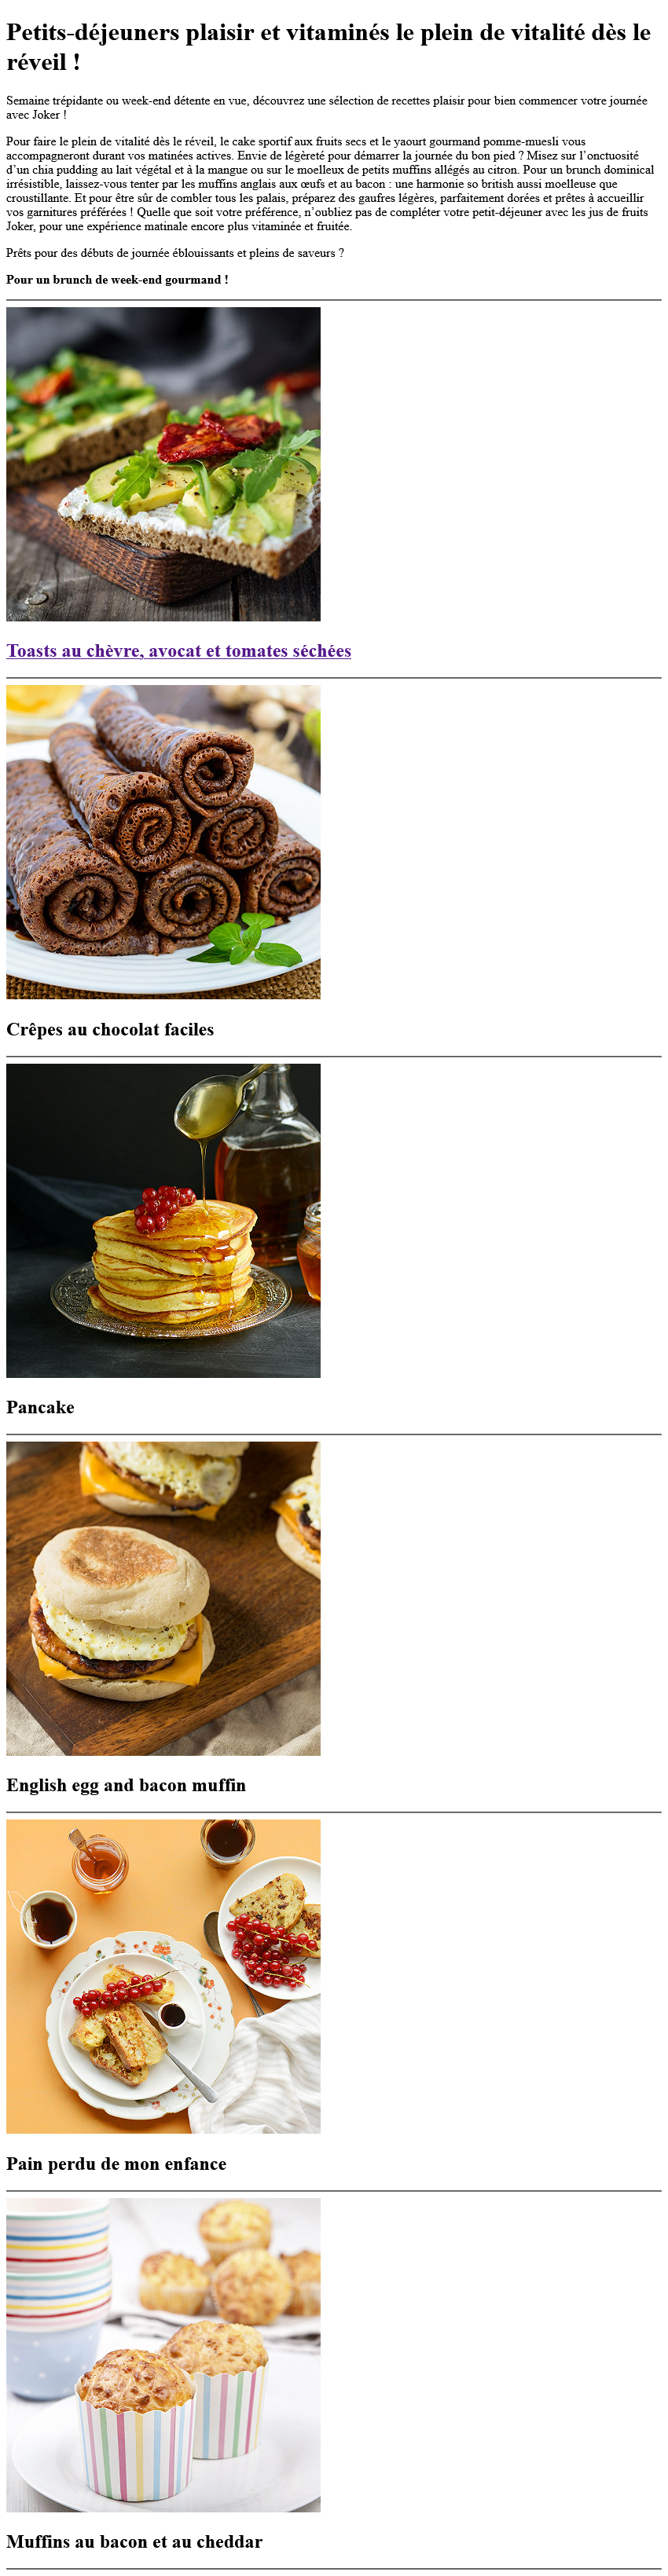 Petits-déjeuners plaisir et vitaminés le plein de vitalité dès le
réveil !
Semaine trépidante ou week-end détente en vue, découvrez une sélection de recettes plaisir pour bien commencer votre journée
avec Joker !
Pour faire le plein de vitalité dès le réveil, le cake sportif aux fruits secs et le yaourt gourmand pomme-muesli vous
accompagneront durant vos matinées actives. Envie de légèreté pour démarrer la journée du bon pied ? Misez sur l’onctuosité
d’un chia pudding au lait végétal et à la mangue ou sur le moelleux de petits muffins allégés au citron. Pour un brunch dominical
irrésistible, laissez-vous tenter par les muffins anglais aux œufs et au bacon : une harmonie so british aussi moelleuse que
croustillante. Et pour être sûr de combler tous les palais, préparez des gaufres légères, parfaitement dorées et prêtes à accueillir
vos garnitures préférées ! Quelle que soit votre préférence, n’oubliez pas de compléter votre petit-déjeuner avec les jus de fruits
Joker, pour une expérience matinale encore plus vitaminée et fruitée.
Prêts pour des débuts de journée éblouissants et pleins de saveurs ?
Pour un brunch de week-end gourmand !
Toasts au chèvre, avocat et tomates séchées
Crêpes au chocolat faciles
Pancake
English egg and bacon muffin
Pain perdu de mon enfance
Muffins au bacon et au cheddar